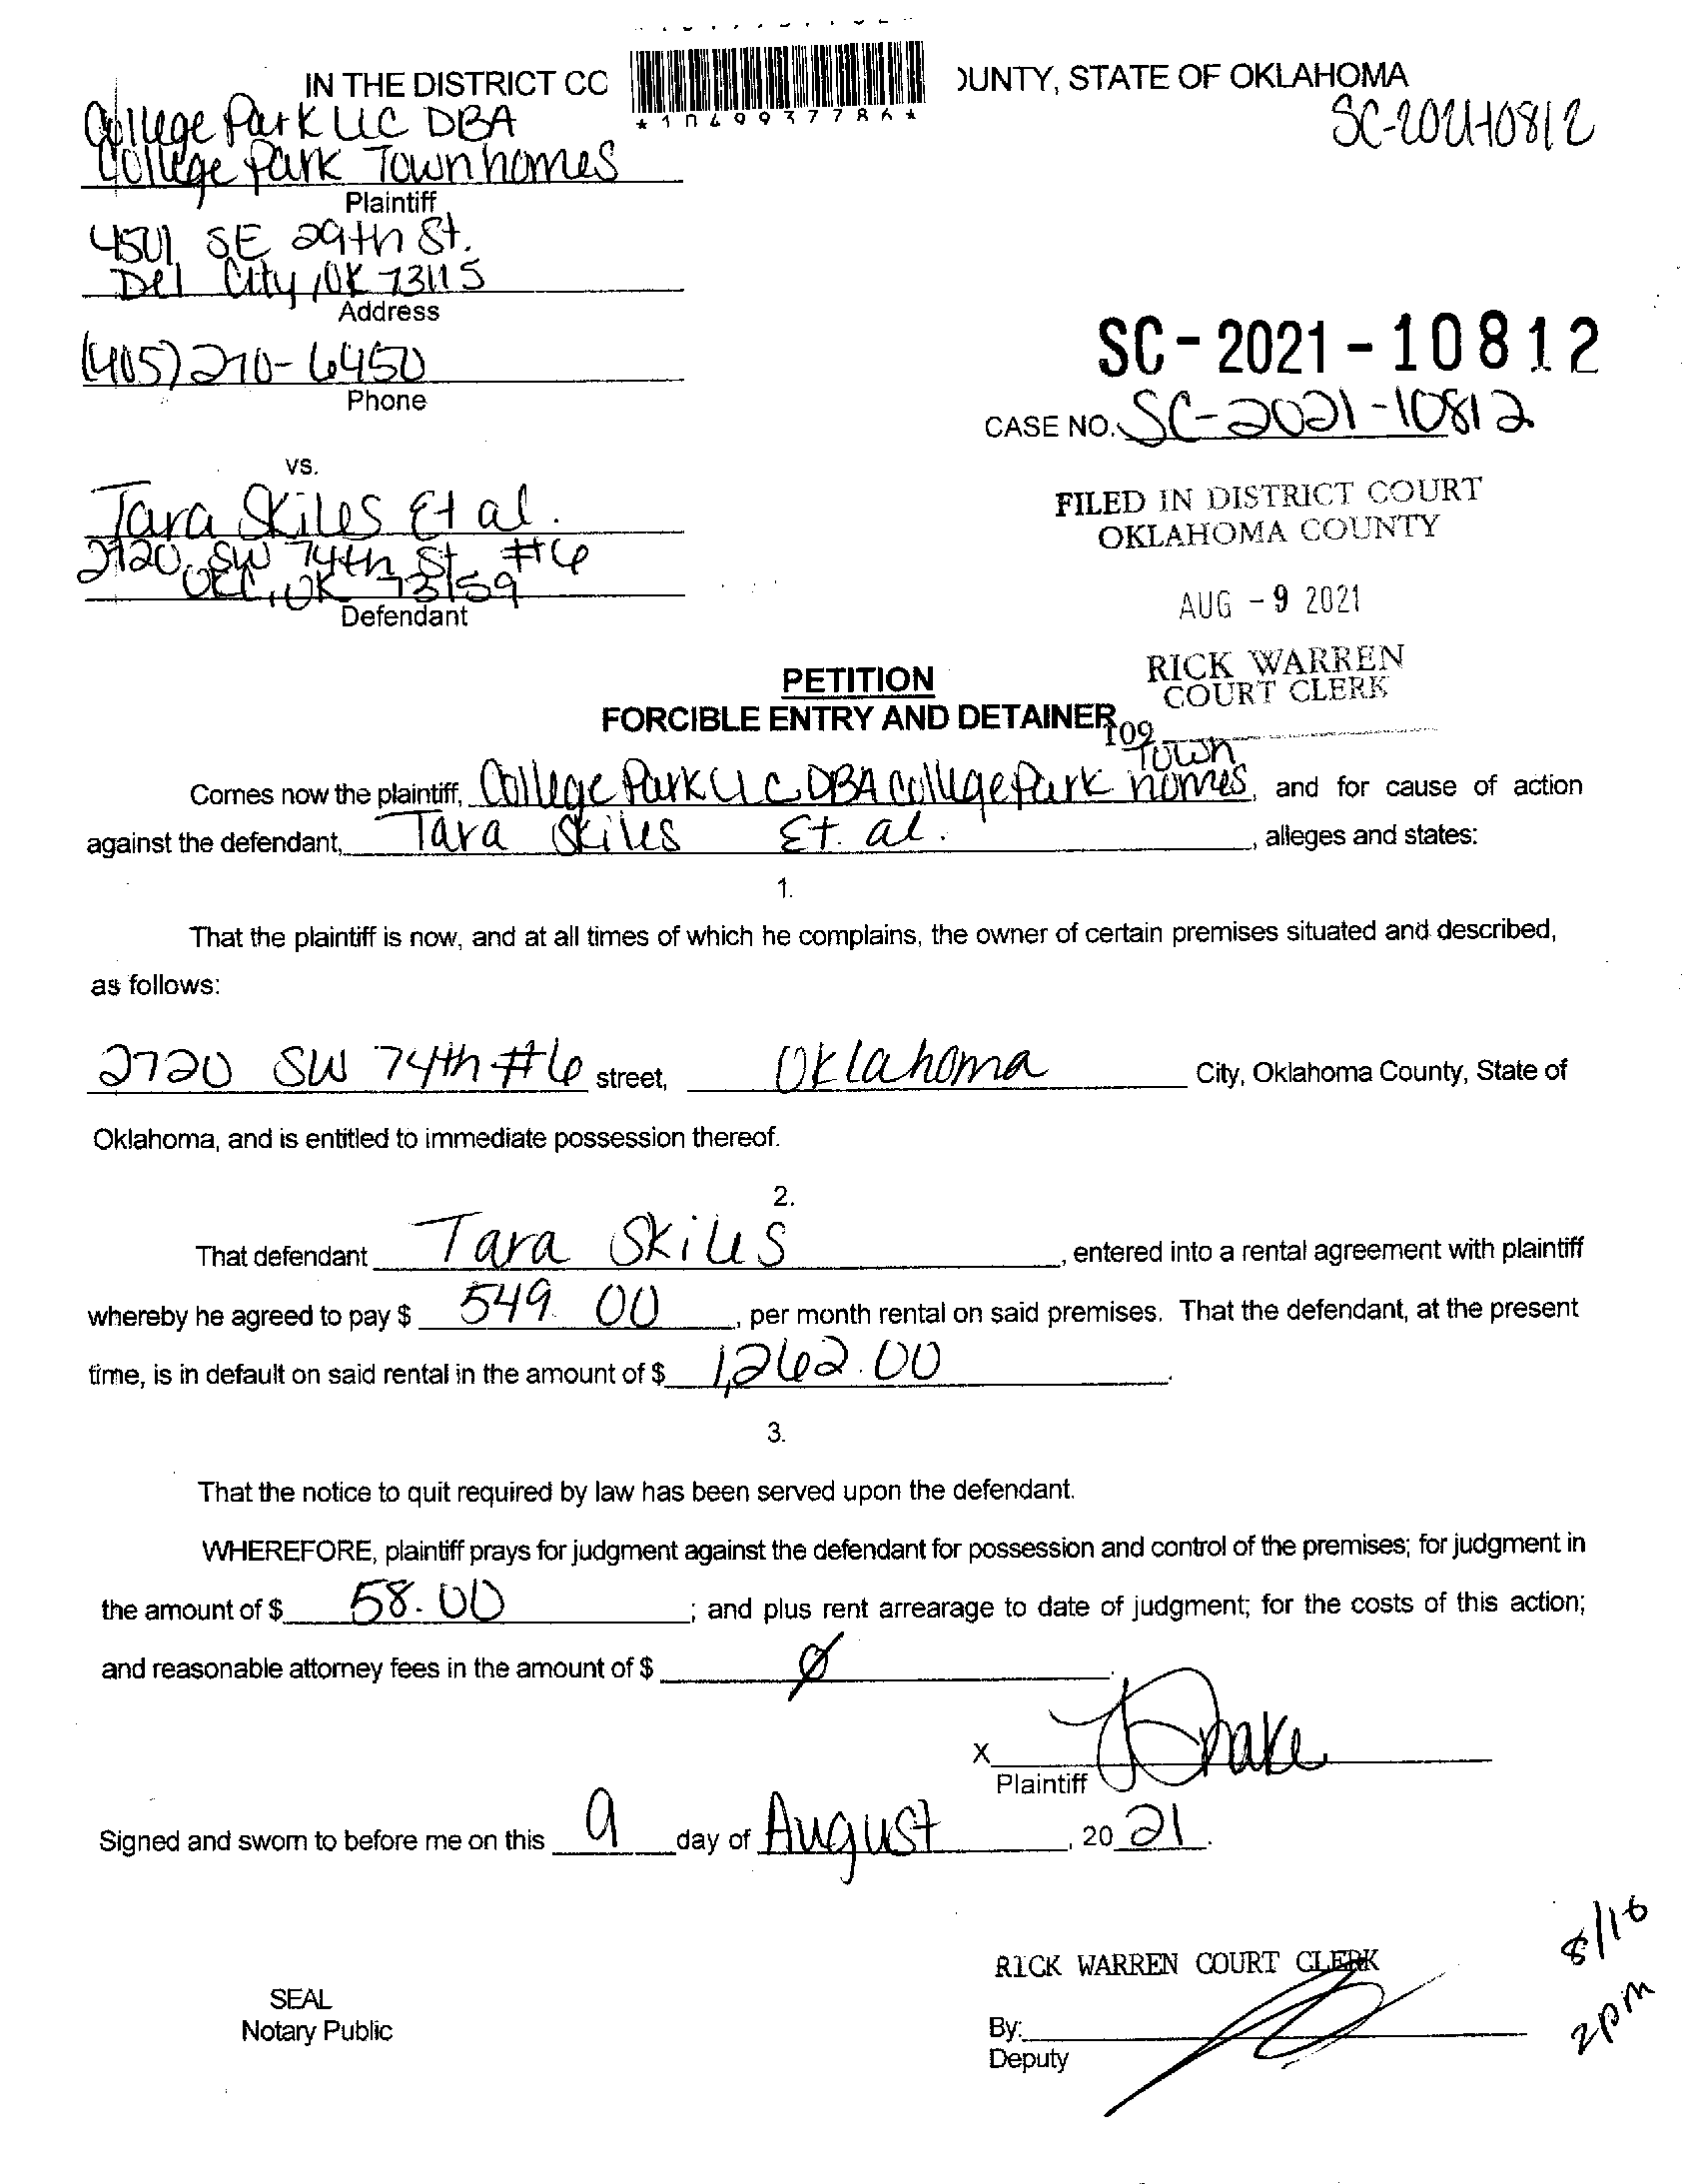 IN THE DISTRICT CO OUNTY, STATE OF OKLAHOMA
*1049937786*
SC-2021-10812
College Park LLC DBA
College Park Townhomes
Plaintiff
4501 SE 29th St.
Del City, OK 73115
Address
(405) 270-6450
Phone
SC-2021-10812
CASE NO. SC-2021-10812
vs.
Tara Skiles Et al.
2720 SW 74th St #6
OKC, OK 73159
Defendant
FILED IN DISTRICT COURT
OKLAHOMA COUNTY
AUG -9 2021
RICK WARREN
COURT CLERK
109
PETITION
FORCIBLE ENTRY AND DETAINER
Comes now the plaintiff, College Park LLC DBA College Park Town homes, and for cause of action
against the defendant, Tara Skiles Et. al. , alleges and states:
1.
That the plaintiff is now, and at all times of which he complains, the owner of certain premises situated and described,
as follows:
2720 SW 74th #6 street, Oklahoma City, Oklahoma County, State of
Oklahoma, and is entitled to immediate possession thereof.
2.
That defendant Tara Skiles , entered into a rental agreement with plaintiff
whereby he agreed to pay $ 549.00 , per month rental on said premises. That the defendant, at the present
time, is in default on said rental in the amount of $ 1,262.00 .
3.
That the notice to quit required by law has been served upon the defendant.
WHEREFORE, plaintiff prays for judgment against the defendant for possession and control of the premises; for judgment in
the amount of $ 58.00 ; and plus rent arrearage to date of judgment; for the costs of this action;
and reasonable attorney fees in the amount of $ Ø .
X Drake
Plaintiff
Signed and sworn to before me on this 9 day of August , 20 21 .
8/16
2pm
RICK WARREN COURT CLERK
SEAL
Notary Public
By:
Deputy